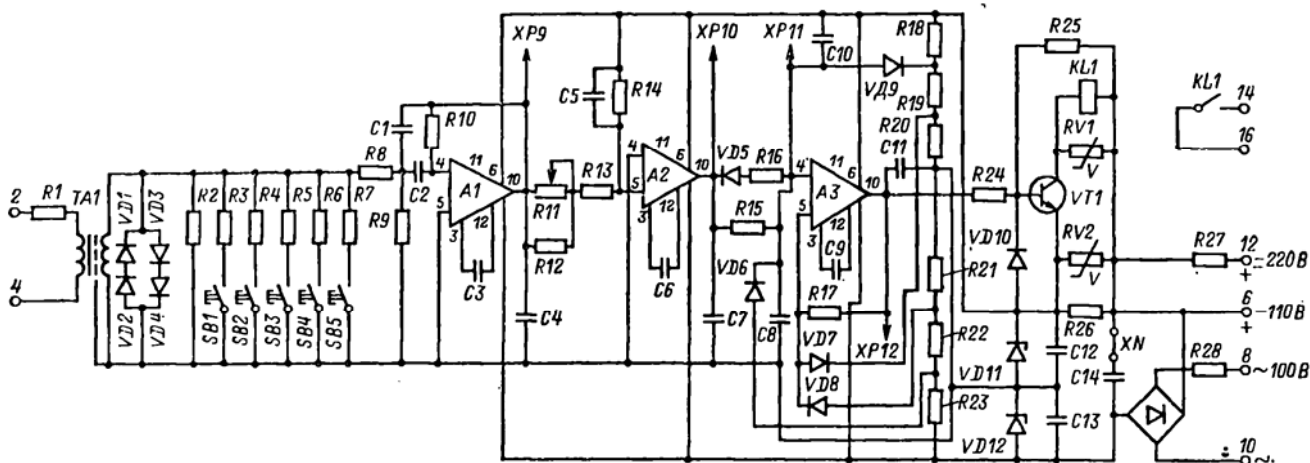 XP9
XP10
XP11
C10
R18
R25
VД9
R19
KL1
KL1
14
16
C5
R14
R20
C11
RV1
V
C1
R10
R8
C2
4
11
6
10
A1
5
3
12
R11
R13
4
11
6
10
A2
5
3
12
VD5
R16
4
11
6
10
A3
5
3
12
R24
VT1
2
R1
TA1
VD1
VD3
R2
R3
R4
R5
R6
R7
R9
C3
R12
C6
R15
C9
VD10
RV2
V
R27
12
=220В
+
R21
VD6
R17
4
VD2
VD4
SB1
SB2
SB3
SB4
SB5
C4
C7
C8
VD7
XP12
R22
R26
6
-110В
+
C12
XN
R28
8
~100В
VD8
VD11
C14
R23
VD12
C13
10